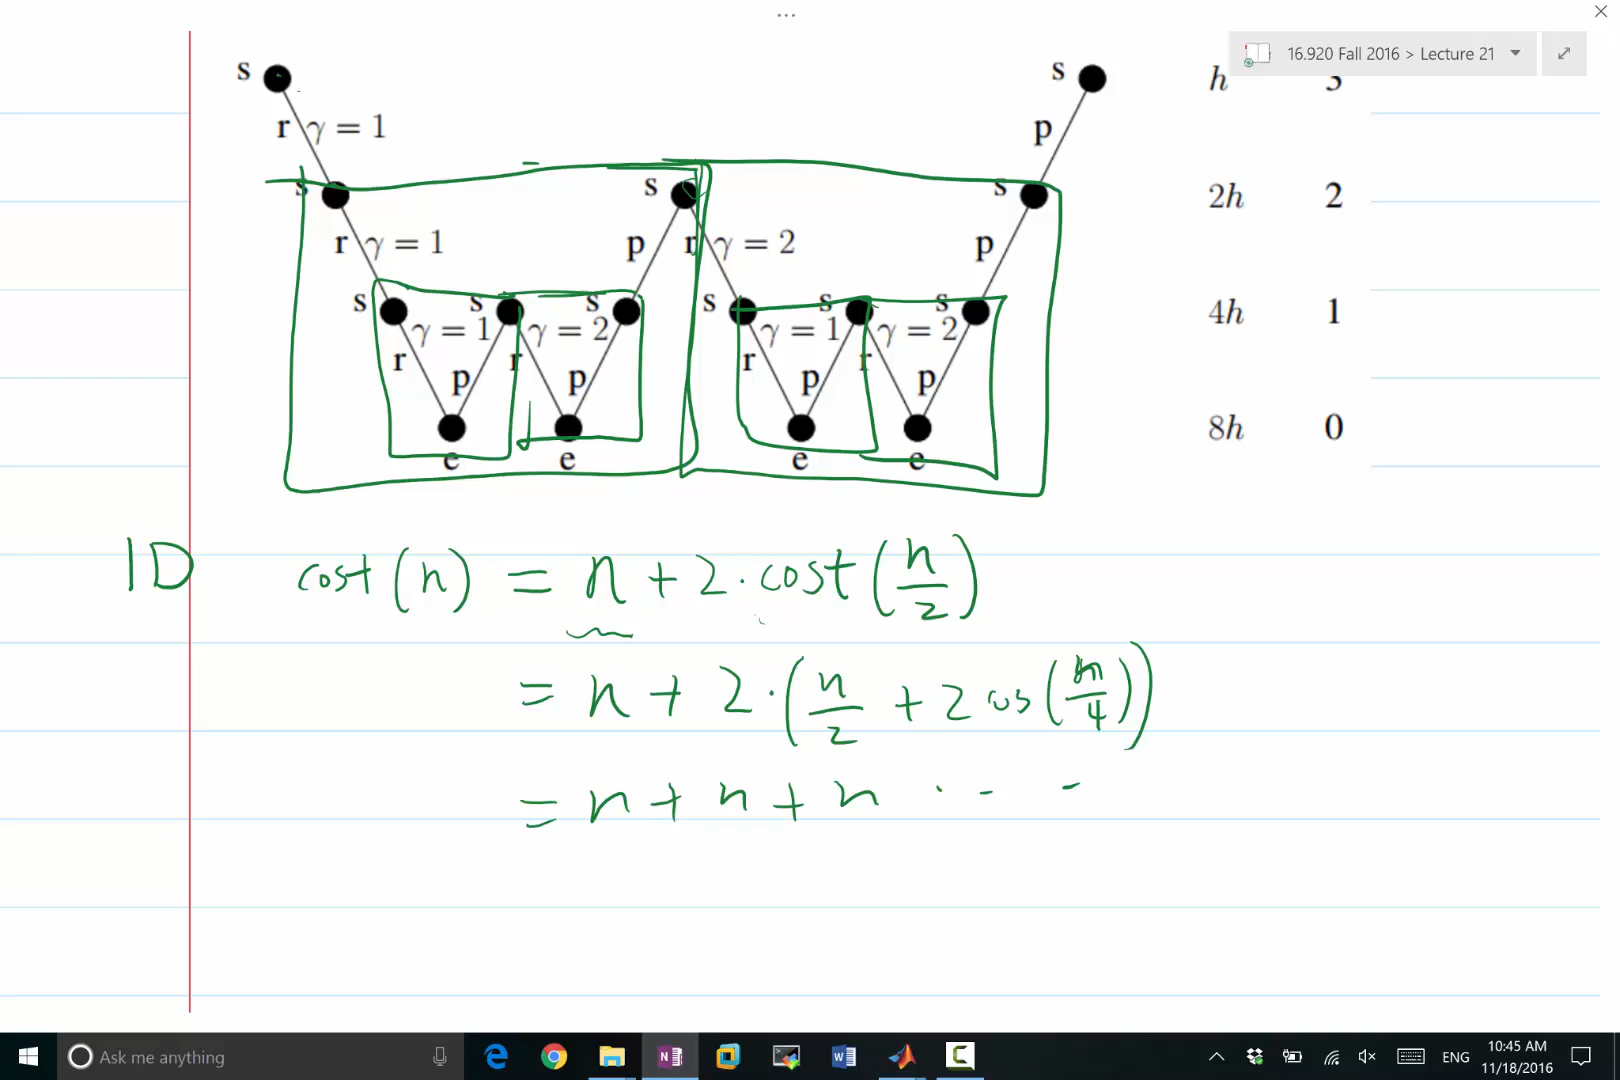 16.920 Fall 2016 > Lecture 21
s s h 3
r γ = 1 p
s s s 2h 2
r γ = 1 p r γ = 2 p
s s s s s s 4h 1
γ = 1 γ = 2 γ = 1 γ = 2
r r r r
p p p p
8h 0
e e e e
1D cost(n) = n + 2 · cost(n/2)
= n + 2 · (n/2 + 2 cos(n/4))
= n + n + n · - -
Ask me anything
ENG
10:45 AM
11/18/2016